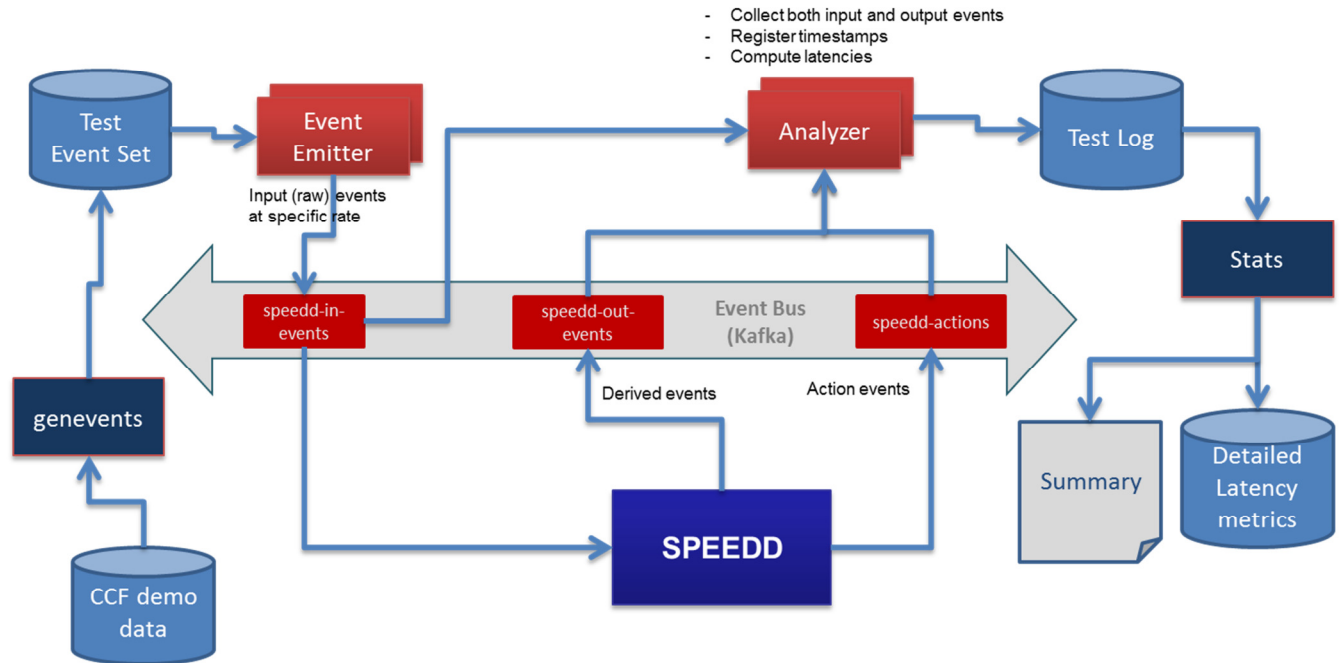 - Collect both input and output events
- Register timestamps
- Compute latencies
Test
Event Set
Event
Emitter
Analyzer
Test Log
Input (raw) events
at specific rate
Stats
speedd-in-
events
speedd-out-
events
Event Bus
(Kafka)
speedd-actions
Derived events
Action events
genevents
Summary
Detailed
Latency
metrics
SPEEDD
CCF demo
data